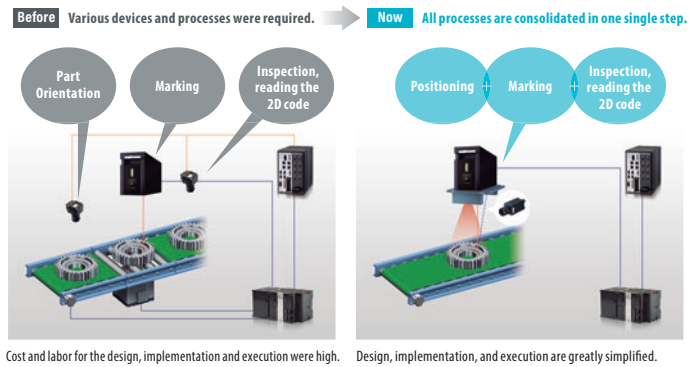 Before Various devices and processes were required.
Now All processes are consolidated in one single step.
Part
Orientation
Marking
Inspection,
reading the
2D code
Positioning + Marking + Inspection,
reading the
2D code
Cost and labor for the design, implementation and execution were high.
Design, implementation, and execution are greatly simplified.